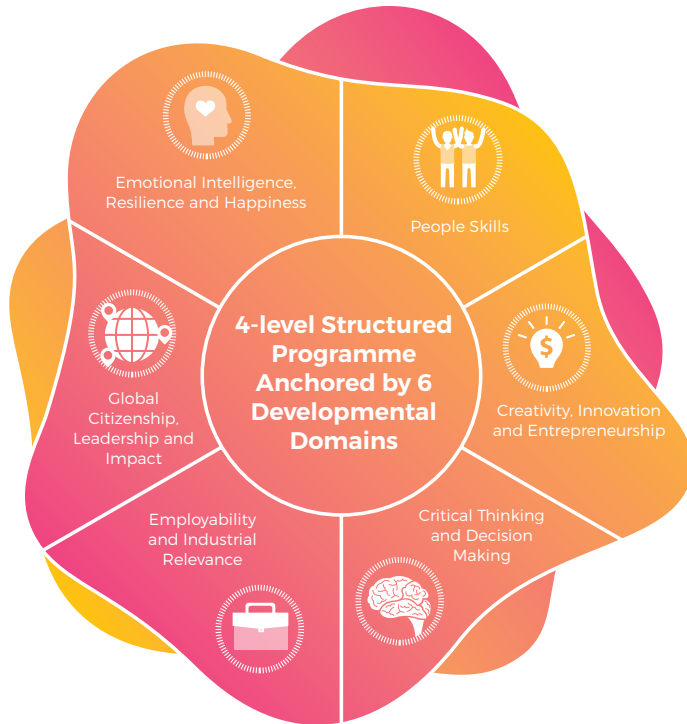 Emotional Intelligence,
Resilience and Happiness
People Skills
4-level Structured
Programme
Anchored by 6
Developmental
Domains
Global
Citizenship,
Leadership and
Impact
Creativity, Innovation
and Entrepreneurship
Employability
and Industrial
Relevance
Critical Thinking
and Decision
Making
$